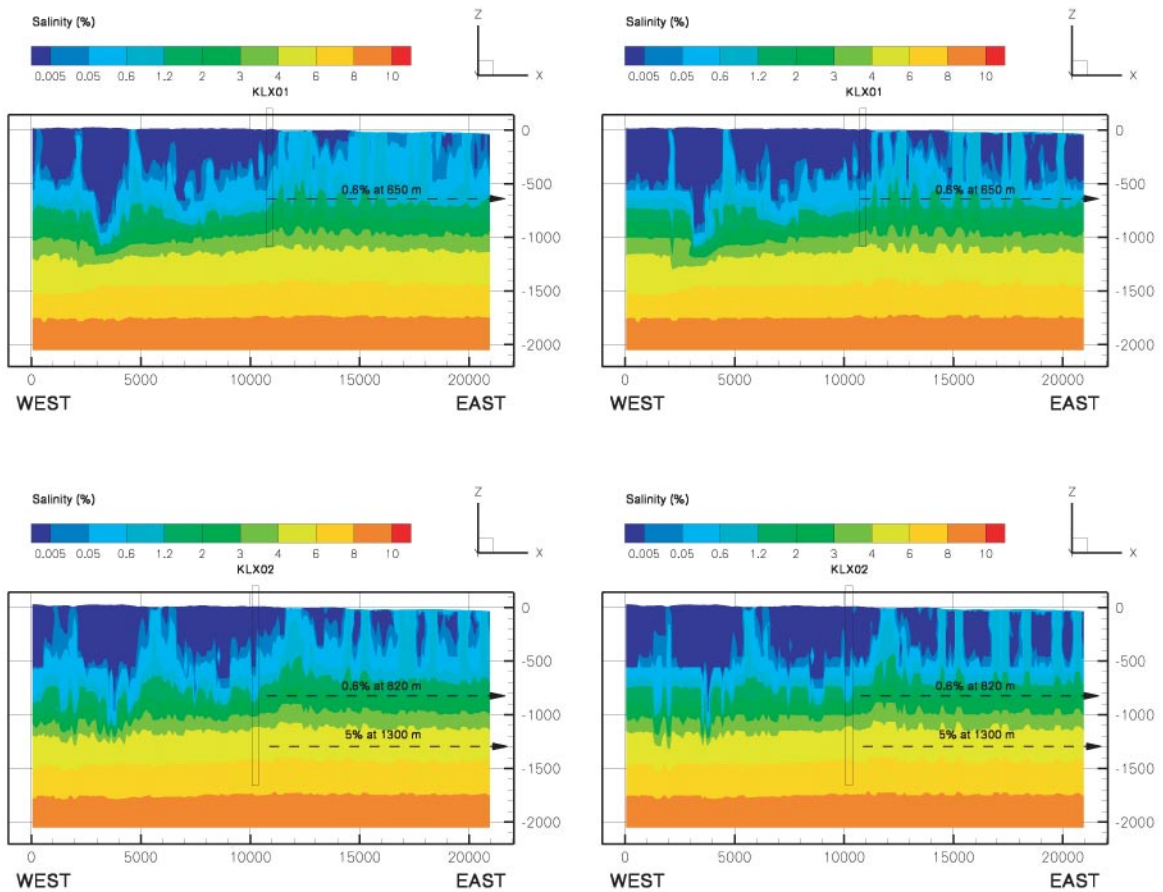 Salinity (%)
0.005 0.05 0.6 1.2 2 3 4 6 8 10
Z
X
KLX01
0.6% at 650 m
0
-500
-1000
-1500
-2000
0 5000 10000 15000 20000
WEST EAST
Salinity (%)
0.005 0.05 0.6 1.2 2 3 4 6 8 10
Z
X
KLX01
0.6% at 650 m
0
-500
-1000
-1500
-2000
0 5000 10000 15000 20000
WEST EAST
Salinity (%)
0.005 0.05 0.6 1.2 2 3 4 6 8 10
Z
X
KLX02
0
-500
0.6% at 820 m
-1000
5% at 1300 m
-1500
-2000
0 5000 10000 15000 20000
WEST EAST
Salinity (%)
0.005 0.05 0.6 1.2 2 3 4 6 8 10
Z
X
KLX02
0
-500
0.6% at 820 m
-1000
5% at 1300 m
-1500
-2000
0 5000 10000 15000 20000
WEST EAST